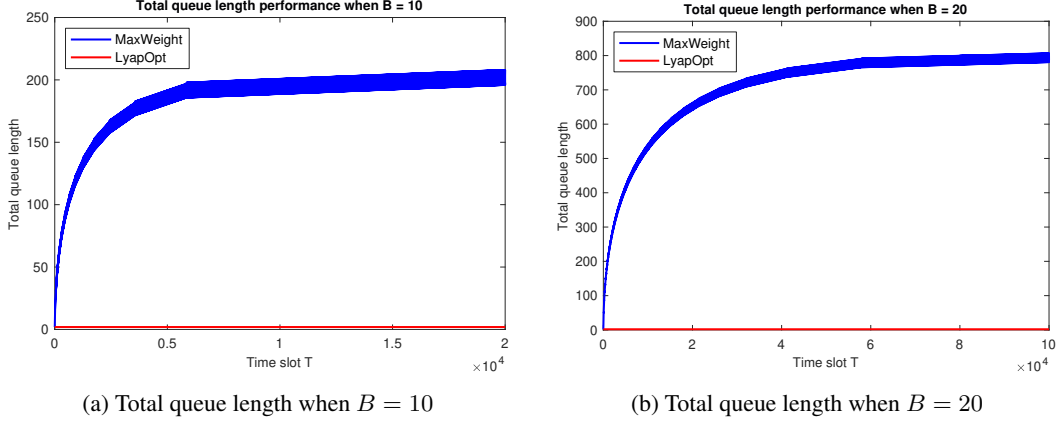 Total queue length performance when B = 10
250
200
150
100
50
0
Total queue length
MaxWeight
LyapOpt
0 0.5 1 1.5 2
Time slot T
×10^4
(a) Total queue length when B = 10
Total queue length performance when B = 20
900
800
700
600
500
400
300
200
100
0
Total queue length
MaxWeight
LyapOpt
0 2 4 6 8 10
Time slot T
×10^4
(b) Total queue length when B = 20